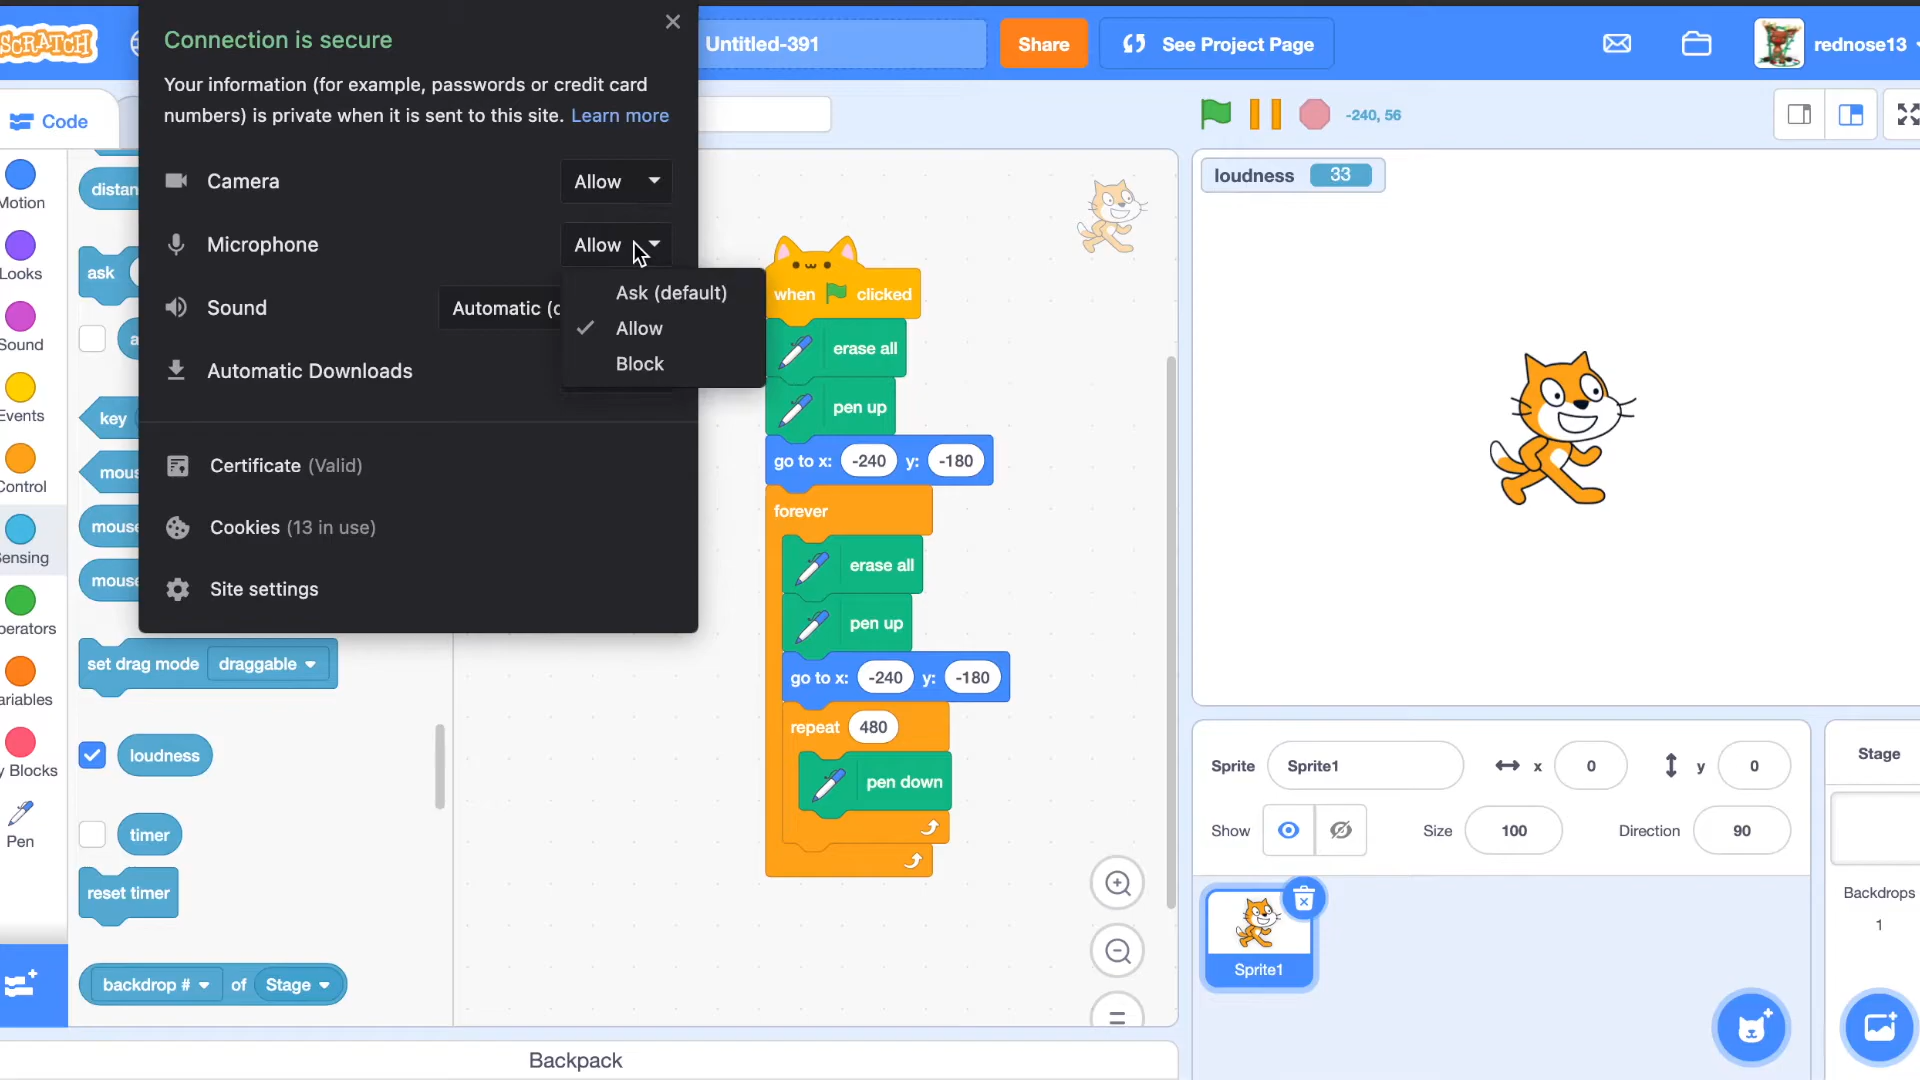 SCRATCH
Connection is secure
Your information (for example, passwords or credit card
numbers) is private when it is sent to this site. Learn more
Camera
Allow
Microphone
Allow
Ask (default)
Allow
Block
Sound
Automatic (d
Automatic Downloads
Certificate (Valid)
Cookies (13 in use)
Site settings
Untitled-391
Share
See Project Page
rednose13
Code
Motion
Looks
Sound
Events
Control
Sensing
perators
ariables
y Blocks
Pen
distan
ask
a
key
mous
mouse
mouse
set drag mode draggable
loudness
timer
reset timer
backdrop # of Stage
when clicked
erase all
pen up
go to x: -240 y: -180
forever
erase all
pen up
go to x: -240 y: -180
repeat 480
pen down
Backpack
-240, 56
loudness 33
Sprite Sprite1 x 0 y 0
Show Size 100 Direction 90
Sprite1
Stage
Backdrops
1